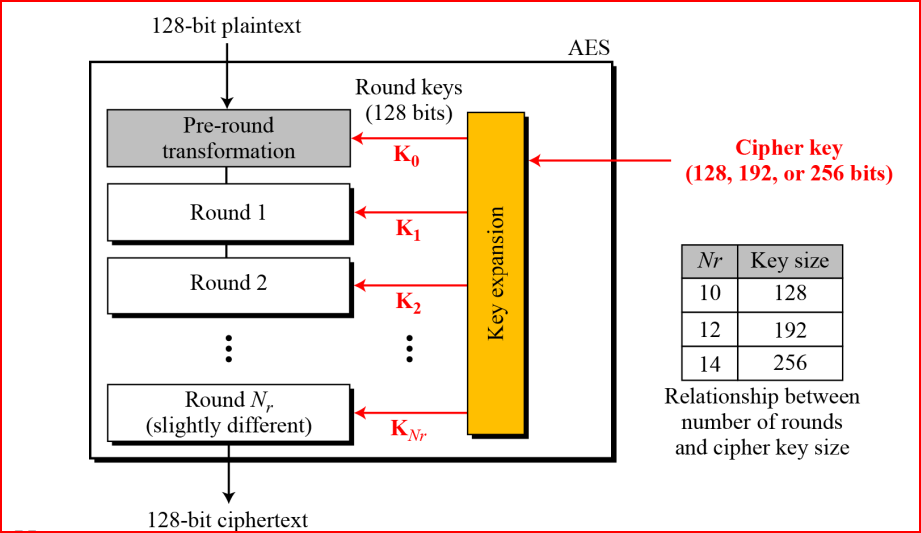 128-bit plaintext
AES
Round keys
(128 bits)
Pre-round
transformation
K0
Cipher key
(128, 192, or 256 bits)
Round 1
K1
Round 2
K2
Key expansion
Nr Key size
10 128
12 192
14 256
Relationship between
number of rounds
and cipher key size
Round Nr
(slightly different)
KNr
128-bit ciphertext